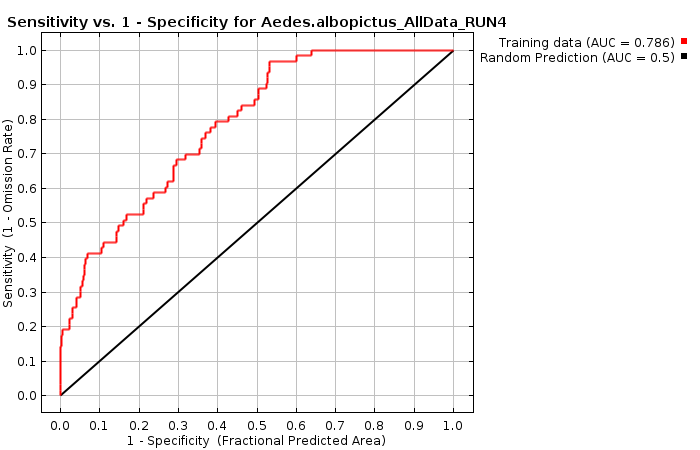 Sensitivity vs. 1 - Specificity for Aedes.albopictus_AllData_RUN4
Training data (AUC = 0.786)
Random Prediction (AUC = 0.5)
Sensitivity (1 - Omission Rate)
1.0
0.9
0.8
0.7
0.6
0.5
0.4
0.3
0.2
0.1
0.0
0.0 0.1 0.2 0.3 0.4 0.5 0.6 0.7 0.8 0.9 1.0
1 - Specificity (Fractional Predicted Area)